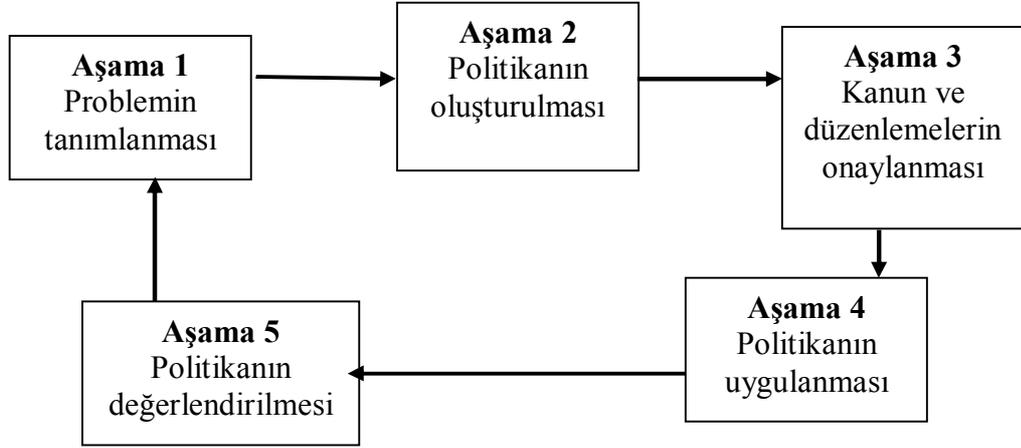 Aşama 1
Problemin
tanımlanması
Aşama 2
Politikanın
oluşturulması
Aşama 3
Kanun ve
düzenlemelerin
onaylanması
Aşama 4
Politikanın
uygulanması
Aşama 5
Politikanın
değerlendirilmesi